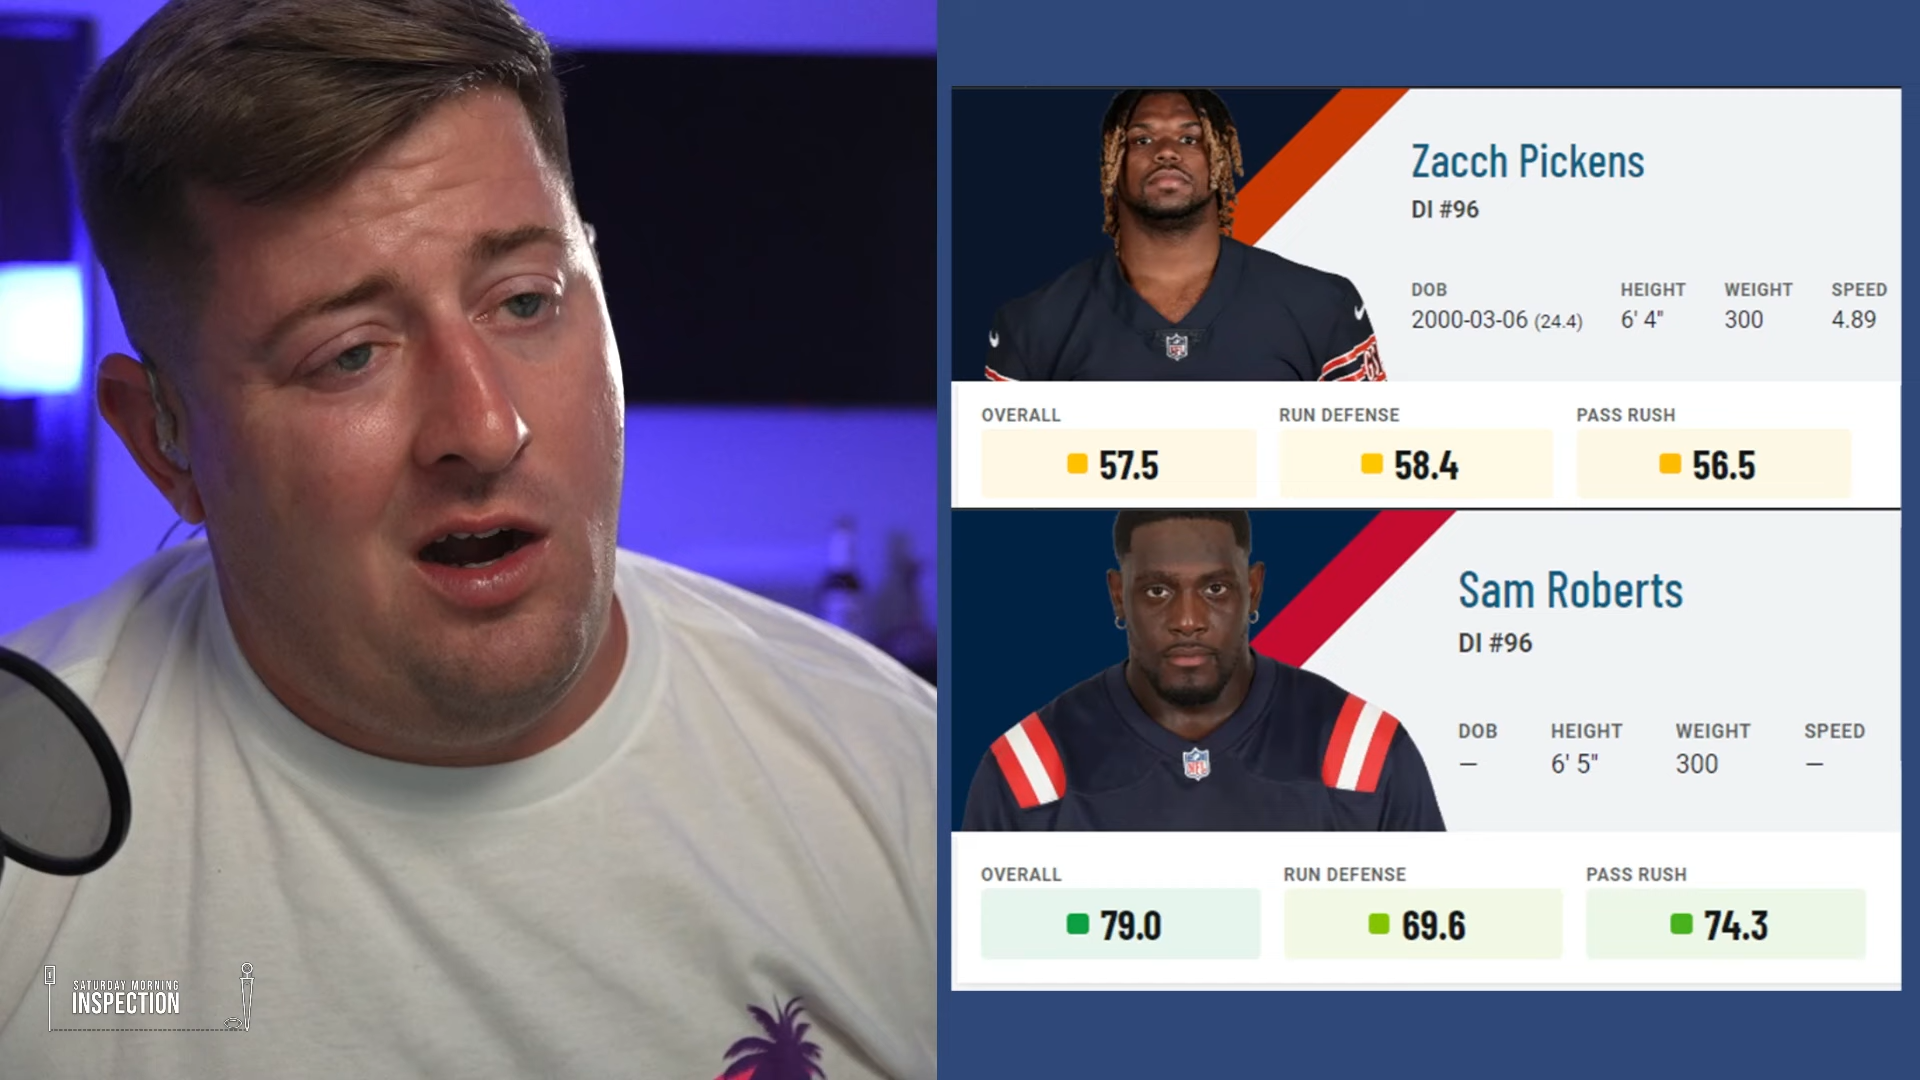 Zacch Pickens
DI #96
DOB HEIGHT WEIGHT SPEED
2000-03-06 (24.4) 6' 4" 300 4.89
OVERALL RUN DEFENSE PASS RUSH
57.5 58.4 56.5
Sam Roberts
DI #96
DOB HEIGHT WEIGHT SPEED
— 6' 5" 300 —
OVERALL RUN DEFENSE PASS RUSH
79.0 69.6 74.3
SATURDAY MORNING
INSPECTION
NFL